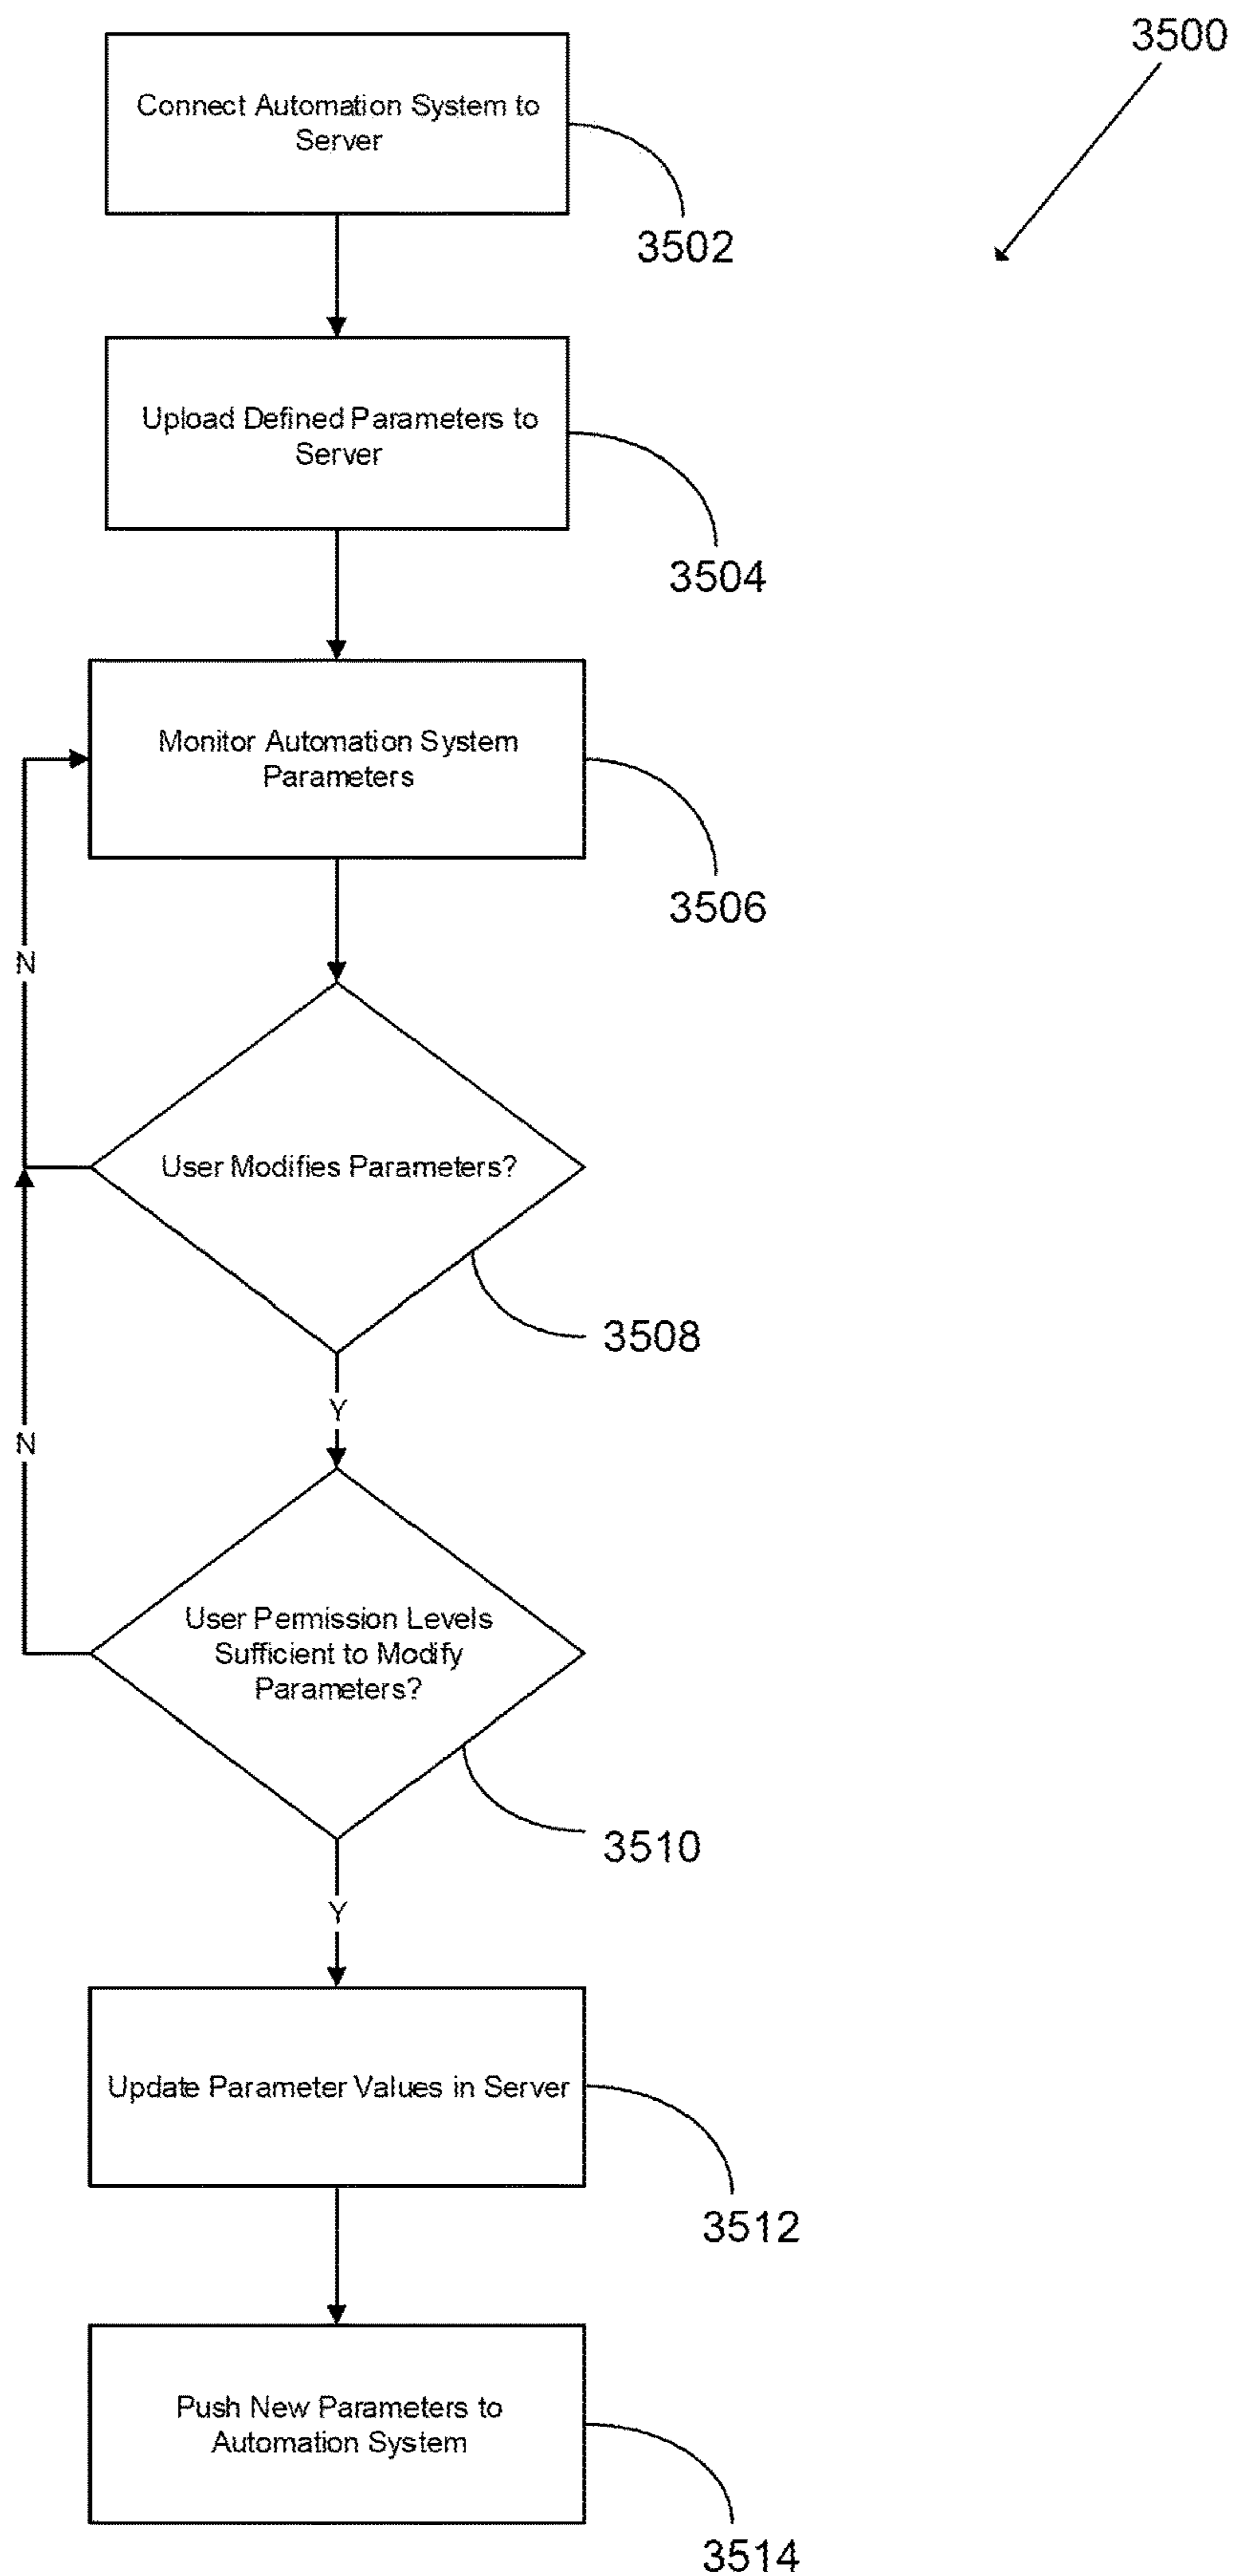 3500
Connect Automation System to
Server
3502
Upload Defined Parameters to
Server
3504
Monitor Automation System
Parameters
3506
N
User Modifies Parameters?
3508
Y
N
User Permission Levels
Sufficient to Modify
Parameters?
3510
Y
Update Parameter Values in Server
3512
Push New Parameters to
Automation System
3514